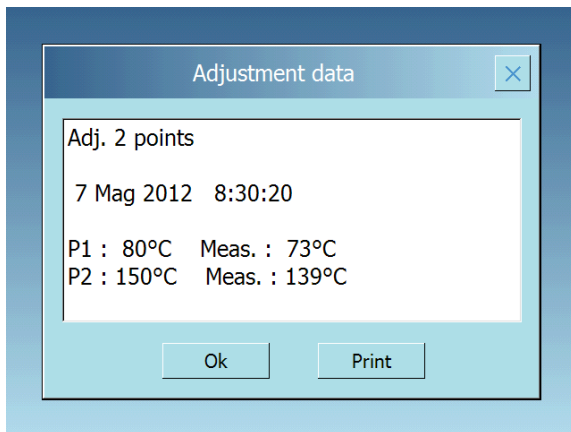 Adjustment data
Adj. 2 points
7 Mag 2012 8:30:20
P1 : 80°C Meas. : 73°C
P2 : 150°C Meas. : 139°C
Ok Print